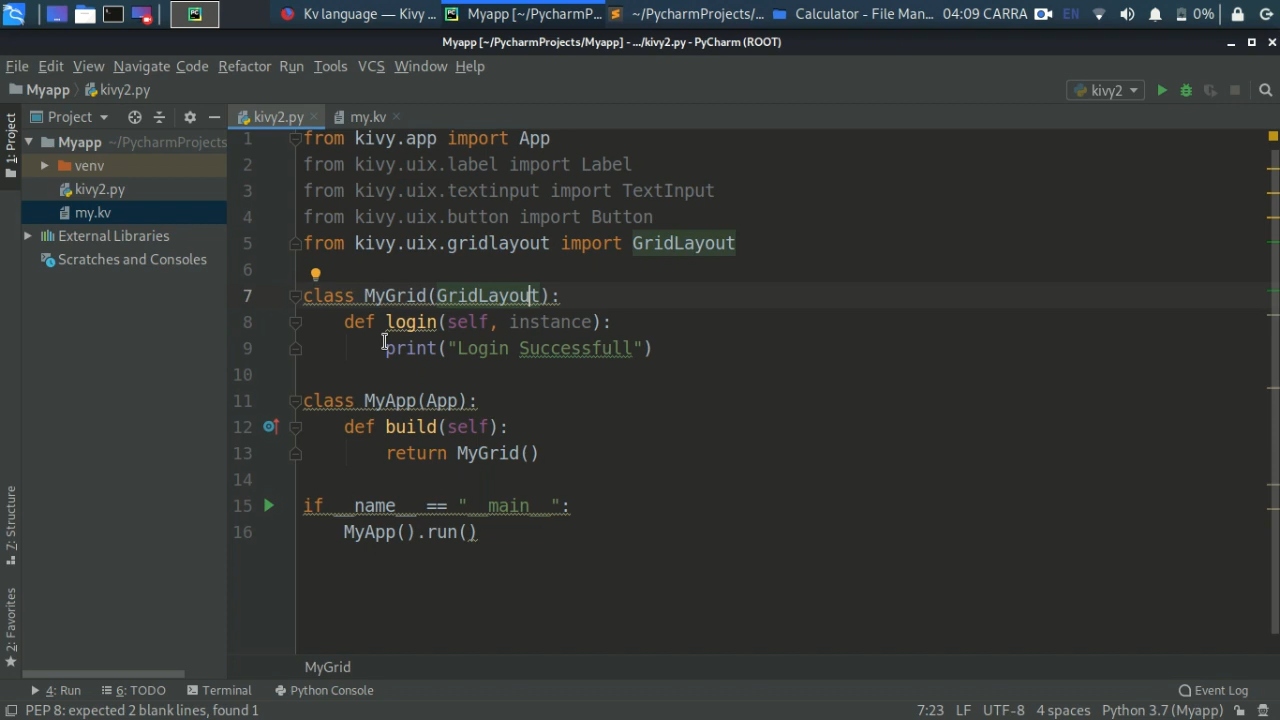 Kv language — Kivy ...
Myapp [~/PycharmP...
~/PycharmProjects/...
Calculator - File Man...
04:09 CARRA
EN
0%
Myapp [~/PycharmProjects/Myapp] - .../kivy2.py - PyCharm (ROOT)
File Edit View Navigate Code Refactor Run Tools VCS Window Help
Myapp kivy2.py
kivy2
Project
kivy2.py
my.kv
1: Project
Myapp ~/PycharmProjects
venv
kivy2.py
my.kv
External Libraries
Scratches and Consoles
7: Structure
2: Favorites
1 from kivy.app import App
2 from kivy.uix.label import Label
3 from kivy.uix.textinput import TextInput
4 from kivy.uix.button import Button
5 from kivy.uix.gridlayout import GridLayout
6
7 class MyGrid(GridLayout):
8 def login(self, instance):
9 print("Login Successfull")
10
11 class MyApp(App):
12 def build(self):
13 return MyGrid()
14
15 if __name__ == "__main__":
16 MyApp().run()
MyGrid
4: Run
6: TODO
Terminal
Python Console
Event Log
PEP 8: expected 2 blank lines, found 1
7:23 LF UTF-8 4 spaces Python 3.7 (Myapp)